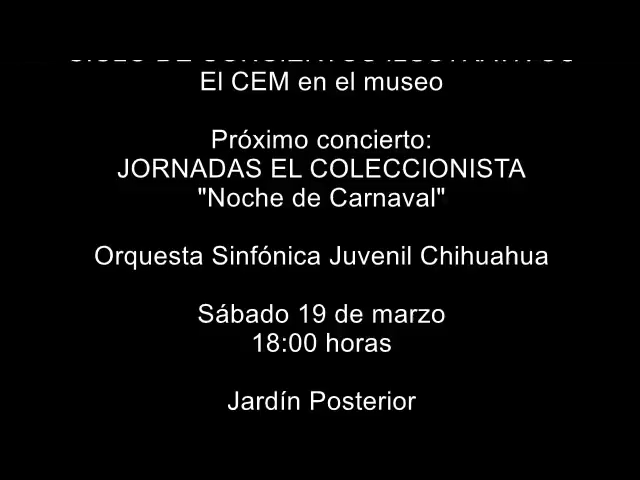 El CEM en el museo
Próximo concierto:
JORNADAS EL COLECCIONISTA
"Noche de Carnaval"
Orquesta Sinfónica Juvenil Chihuahua
Sábado 19 de marzo
18:00 horas
Jardín Posterior